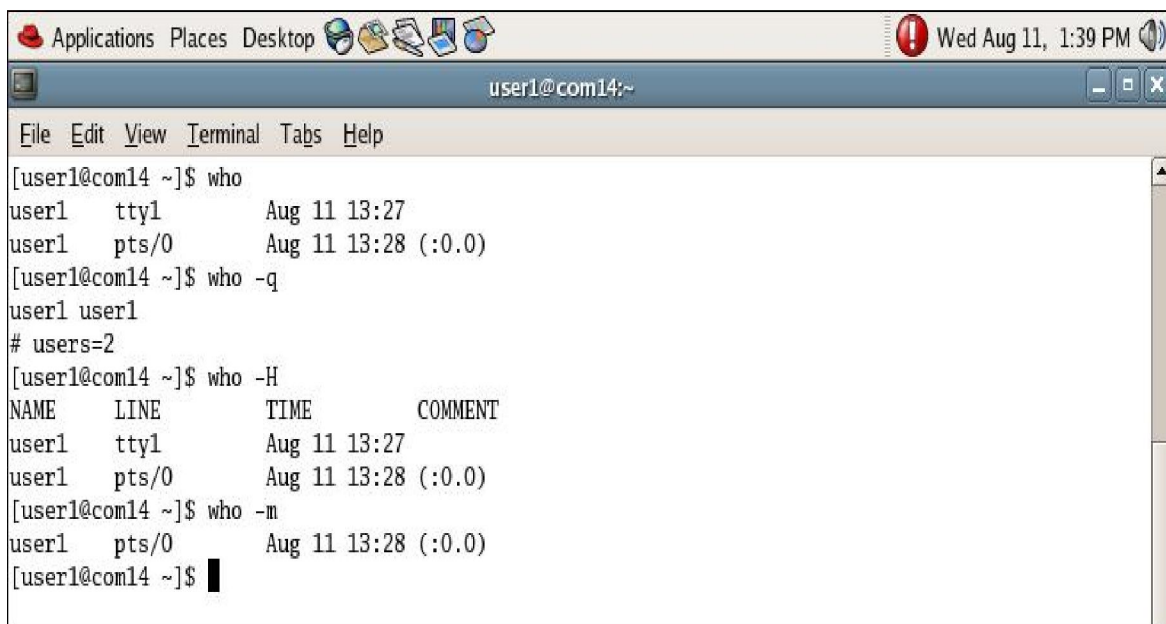 Applications Places Desktop Wed Aug 11, 1:39 PM
user1@com14:~
File Edit View Terminal Tabs Help
[user1@com14 ~]$ who
user1 tty1 Aug 11 13:27
user1 pts/0 Aug 11 13:28 (:0.0)
[user1@com14 ~]$ who -q
user1 user1
# users=2
[user1@com14 ~]$ who -H
NAME LINE TIME COMMENT
user1 tty1 Aug 11 13:27
user1 pts/0 Aug 11 13:28 (:0.0)
[user1@com14 ~]$ who -m
user1 pts/0 Aug 11 13:28 (:0.0)
[user1@com14 ~]$